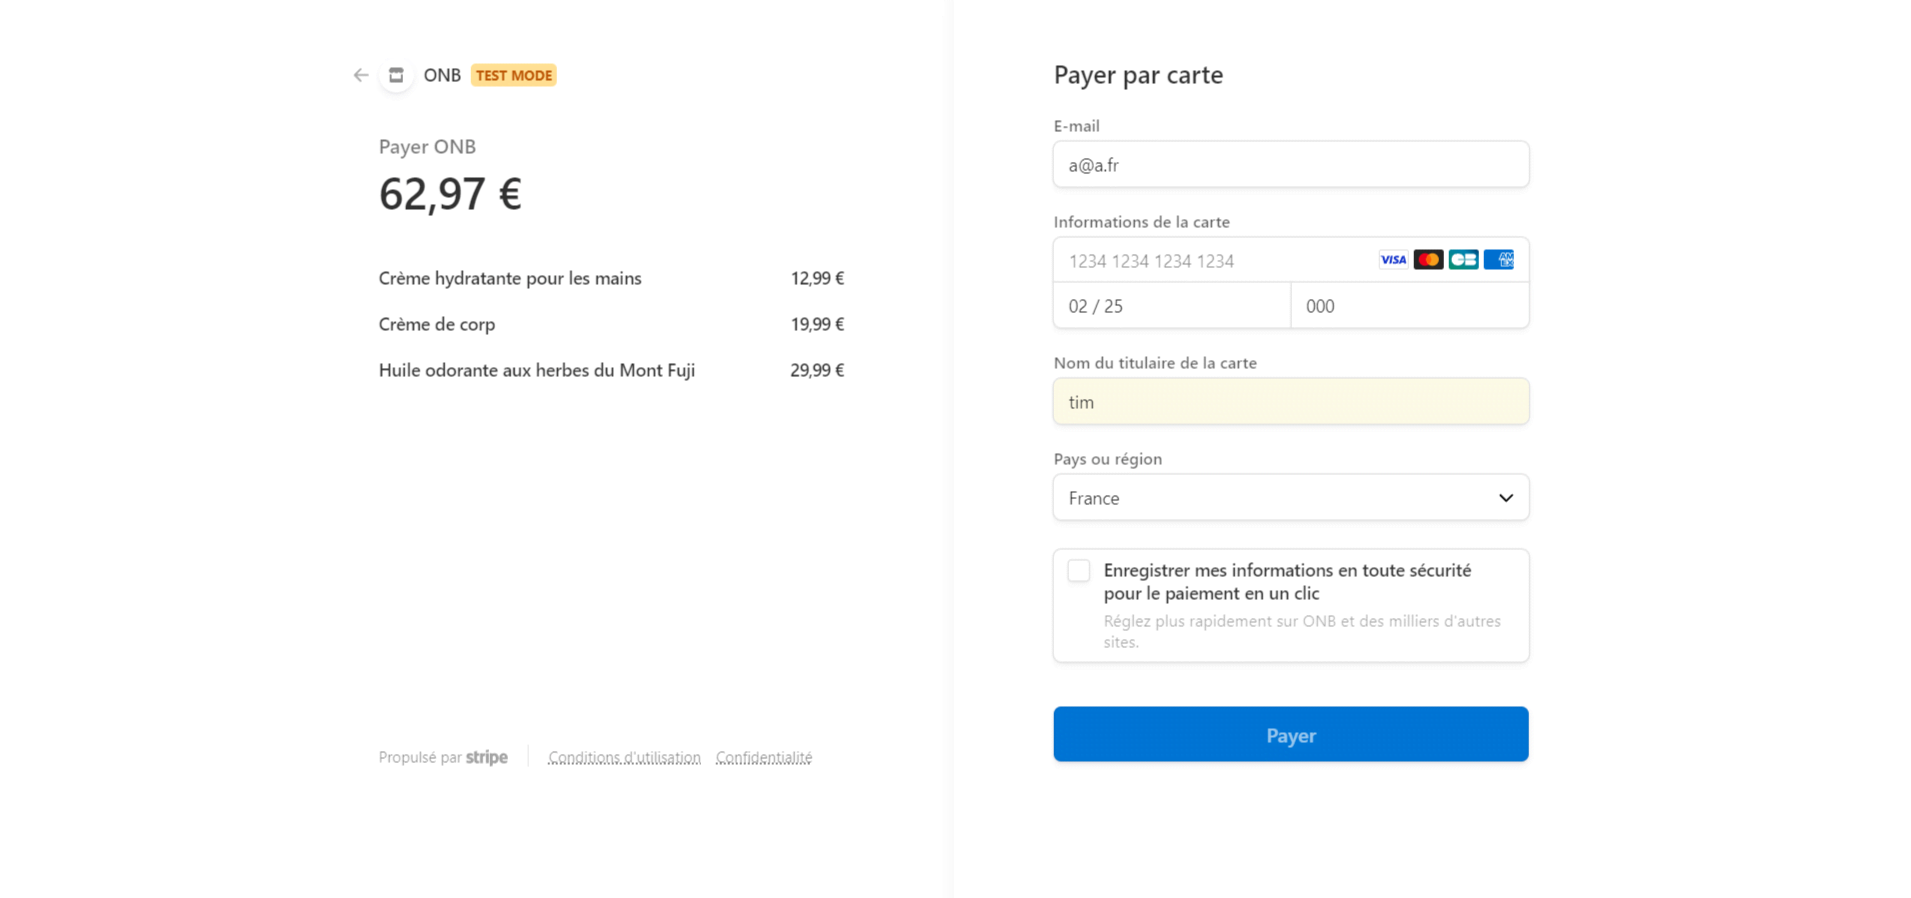 ONB TEST MODE
Payer ONB
62,97 €
Crème hydratante pour les mains 12,99 €
Crème de corp 19,99 €
Huile odorante aux herbes du Mont Fuji 29,99 €
Propulsé par stripe Conditions d'utilisation Confidentialité
Payer par carte
E-mail
a@a.fr
Informations de la carte
1234 1234 1234 1234 VISA CB AMEX
02 / 25 000
Nom du titulaire de la carte
tim
Pays ou région
France
Enregistrer mes informations en toute sécurité
pour le paiement en un clic
Réglez plus rapidement sur ONB et des milliers d'autres
sites.
Payer